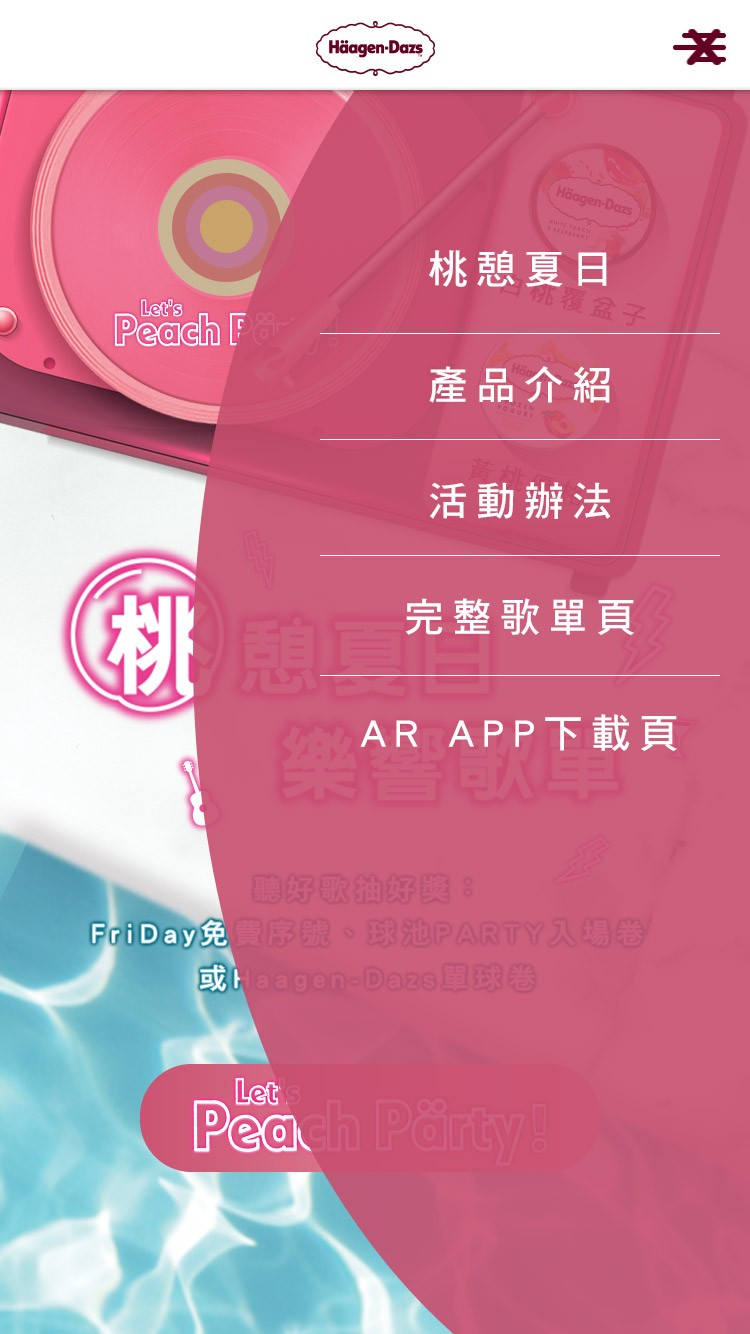 Häagen-Dazs
Häagen-Dazs
WHITE PEACH
& RASPBERRY
白桃覆盆子
Let's
Peach Pärty!
桃憩夏日
產品介紹
活動辦法
完整歌單頁
AR APP下載頁
桃憩夏日
樂響歌單
聽好歌抽好獎：
FriDay免費序號、球池PARTY入場卷
或Haagen-Dazs單球卷
Let's
Peach Pärty!